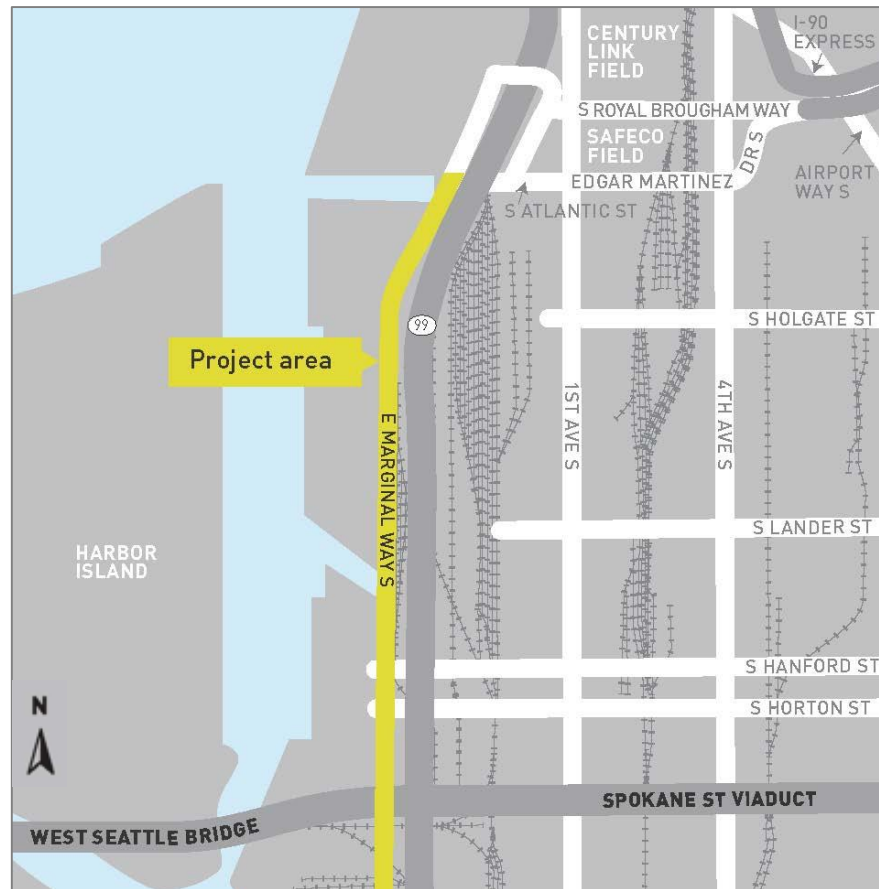 I-90
EXPRESS
CENTURY
LINK
FIELD
S ROYAL BROUGHAM WAY
SAFECO
FIELD
DR S
EDGAR MARTINEZ
AIRPORT
WAY S
S ATLANTIC ST
99
S HOLGATE ST
Project area
E MARGINAL WAY S
1ST AVE S
4TH AVE S
S LANDER ST
HARBOR
ISLAND
S HANFORD ST
S HORTON ST
N
SPOKANE ST VIADUCT
WEST SEATTLE BRIDGE